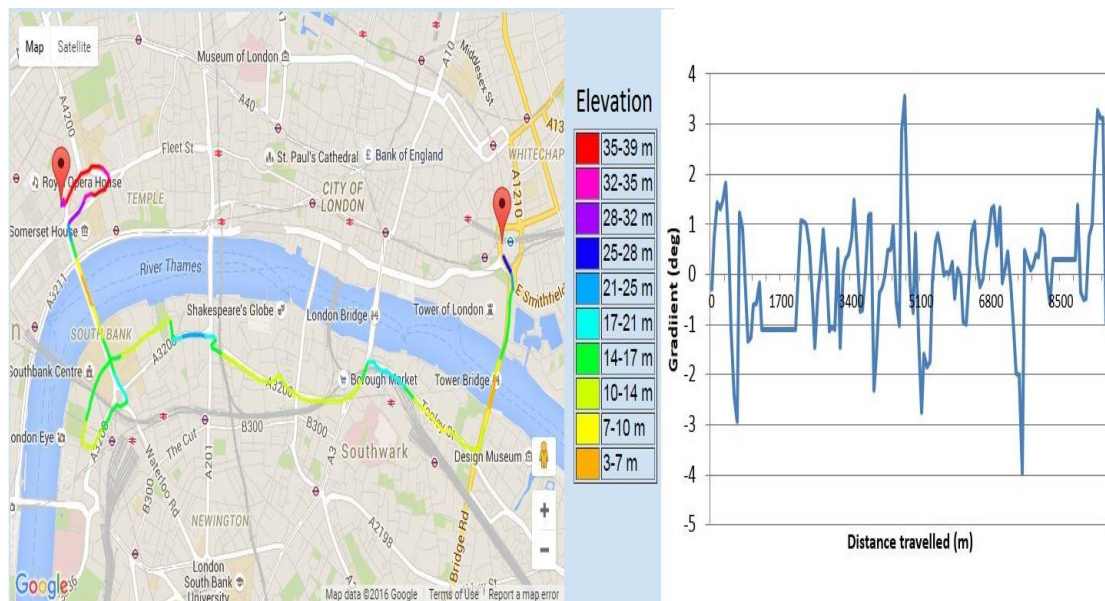 Map Satellite
Museum of London
Middlesex St
A10
A40
A4200
413
WHITECHAP
Fleet St
St. Paul's Cathedral
Bank of England
A1210
Royal Opera House
TEMPLE
CITY OF
LONDON
Somerset House
A3211
River Thames
E Smithfield
Shakespeare's Globe
London Bridge
Tower of London
SOUTH BANK
A3200
Southbank Centre
Borough Market
Tower Bridge
A3200
Tooley St
London Eye
A3200
The Cut
B300
B300
A201
A3
Southwark
Design Museum
B300
Waterloo Rd
NEWINGTON
A2198
Bridge Rd
London
South Bank
University
Google
Map data ©2016 Google Terms of Use Report a map error
Elevation
35-39 m
32-35 m
28-32 m
25-28 m
21-25 m
17-21 m
14-17 m
10-14 m
7-10 m
3-7 m
Gradiient (deg)
4
3
2
1
0
-1
-2
-3
-4
-5
0 1700 3400 5100 6800 8500
Distance travelled (m)